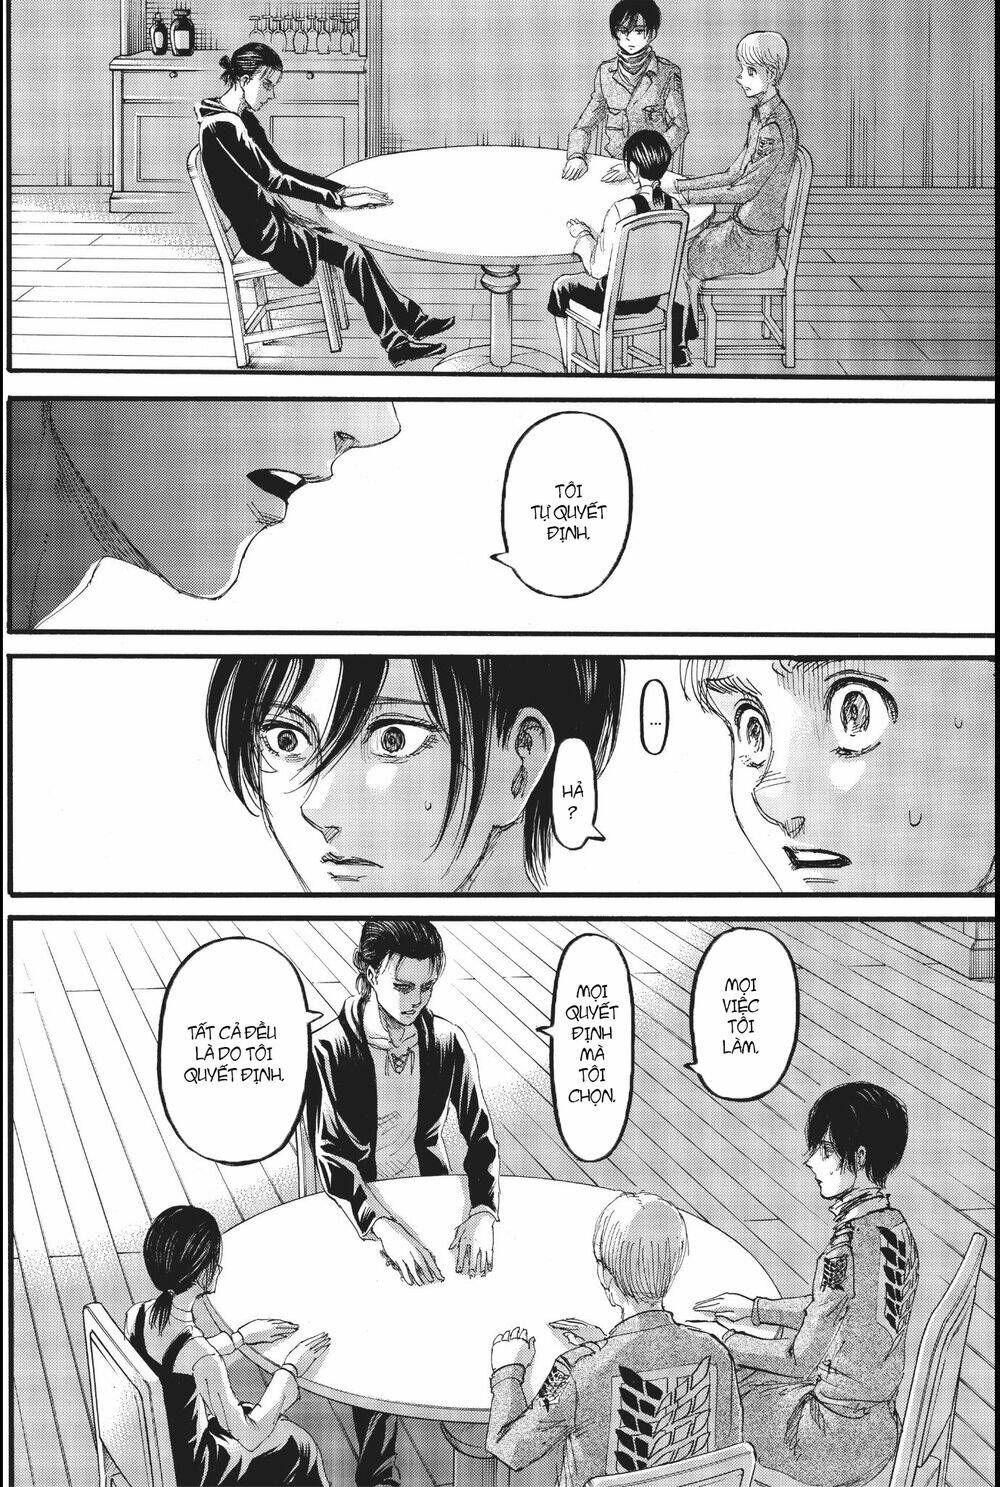 TÔI
TỰ QUYẾT
ĐỊNH.
...
HẢ
?
MỌI
VIỆC
TÔI
LÀM.
MỌI
QUYẾT
ĐỊNH
MÀ
TÔI
CHỌN.
TẤT CẢ ĐỀU
LÀ DO TÔI
QUYẾT ĐỊNH.